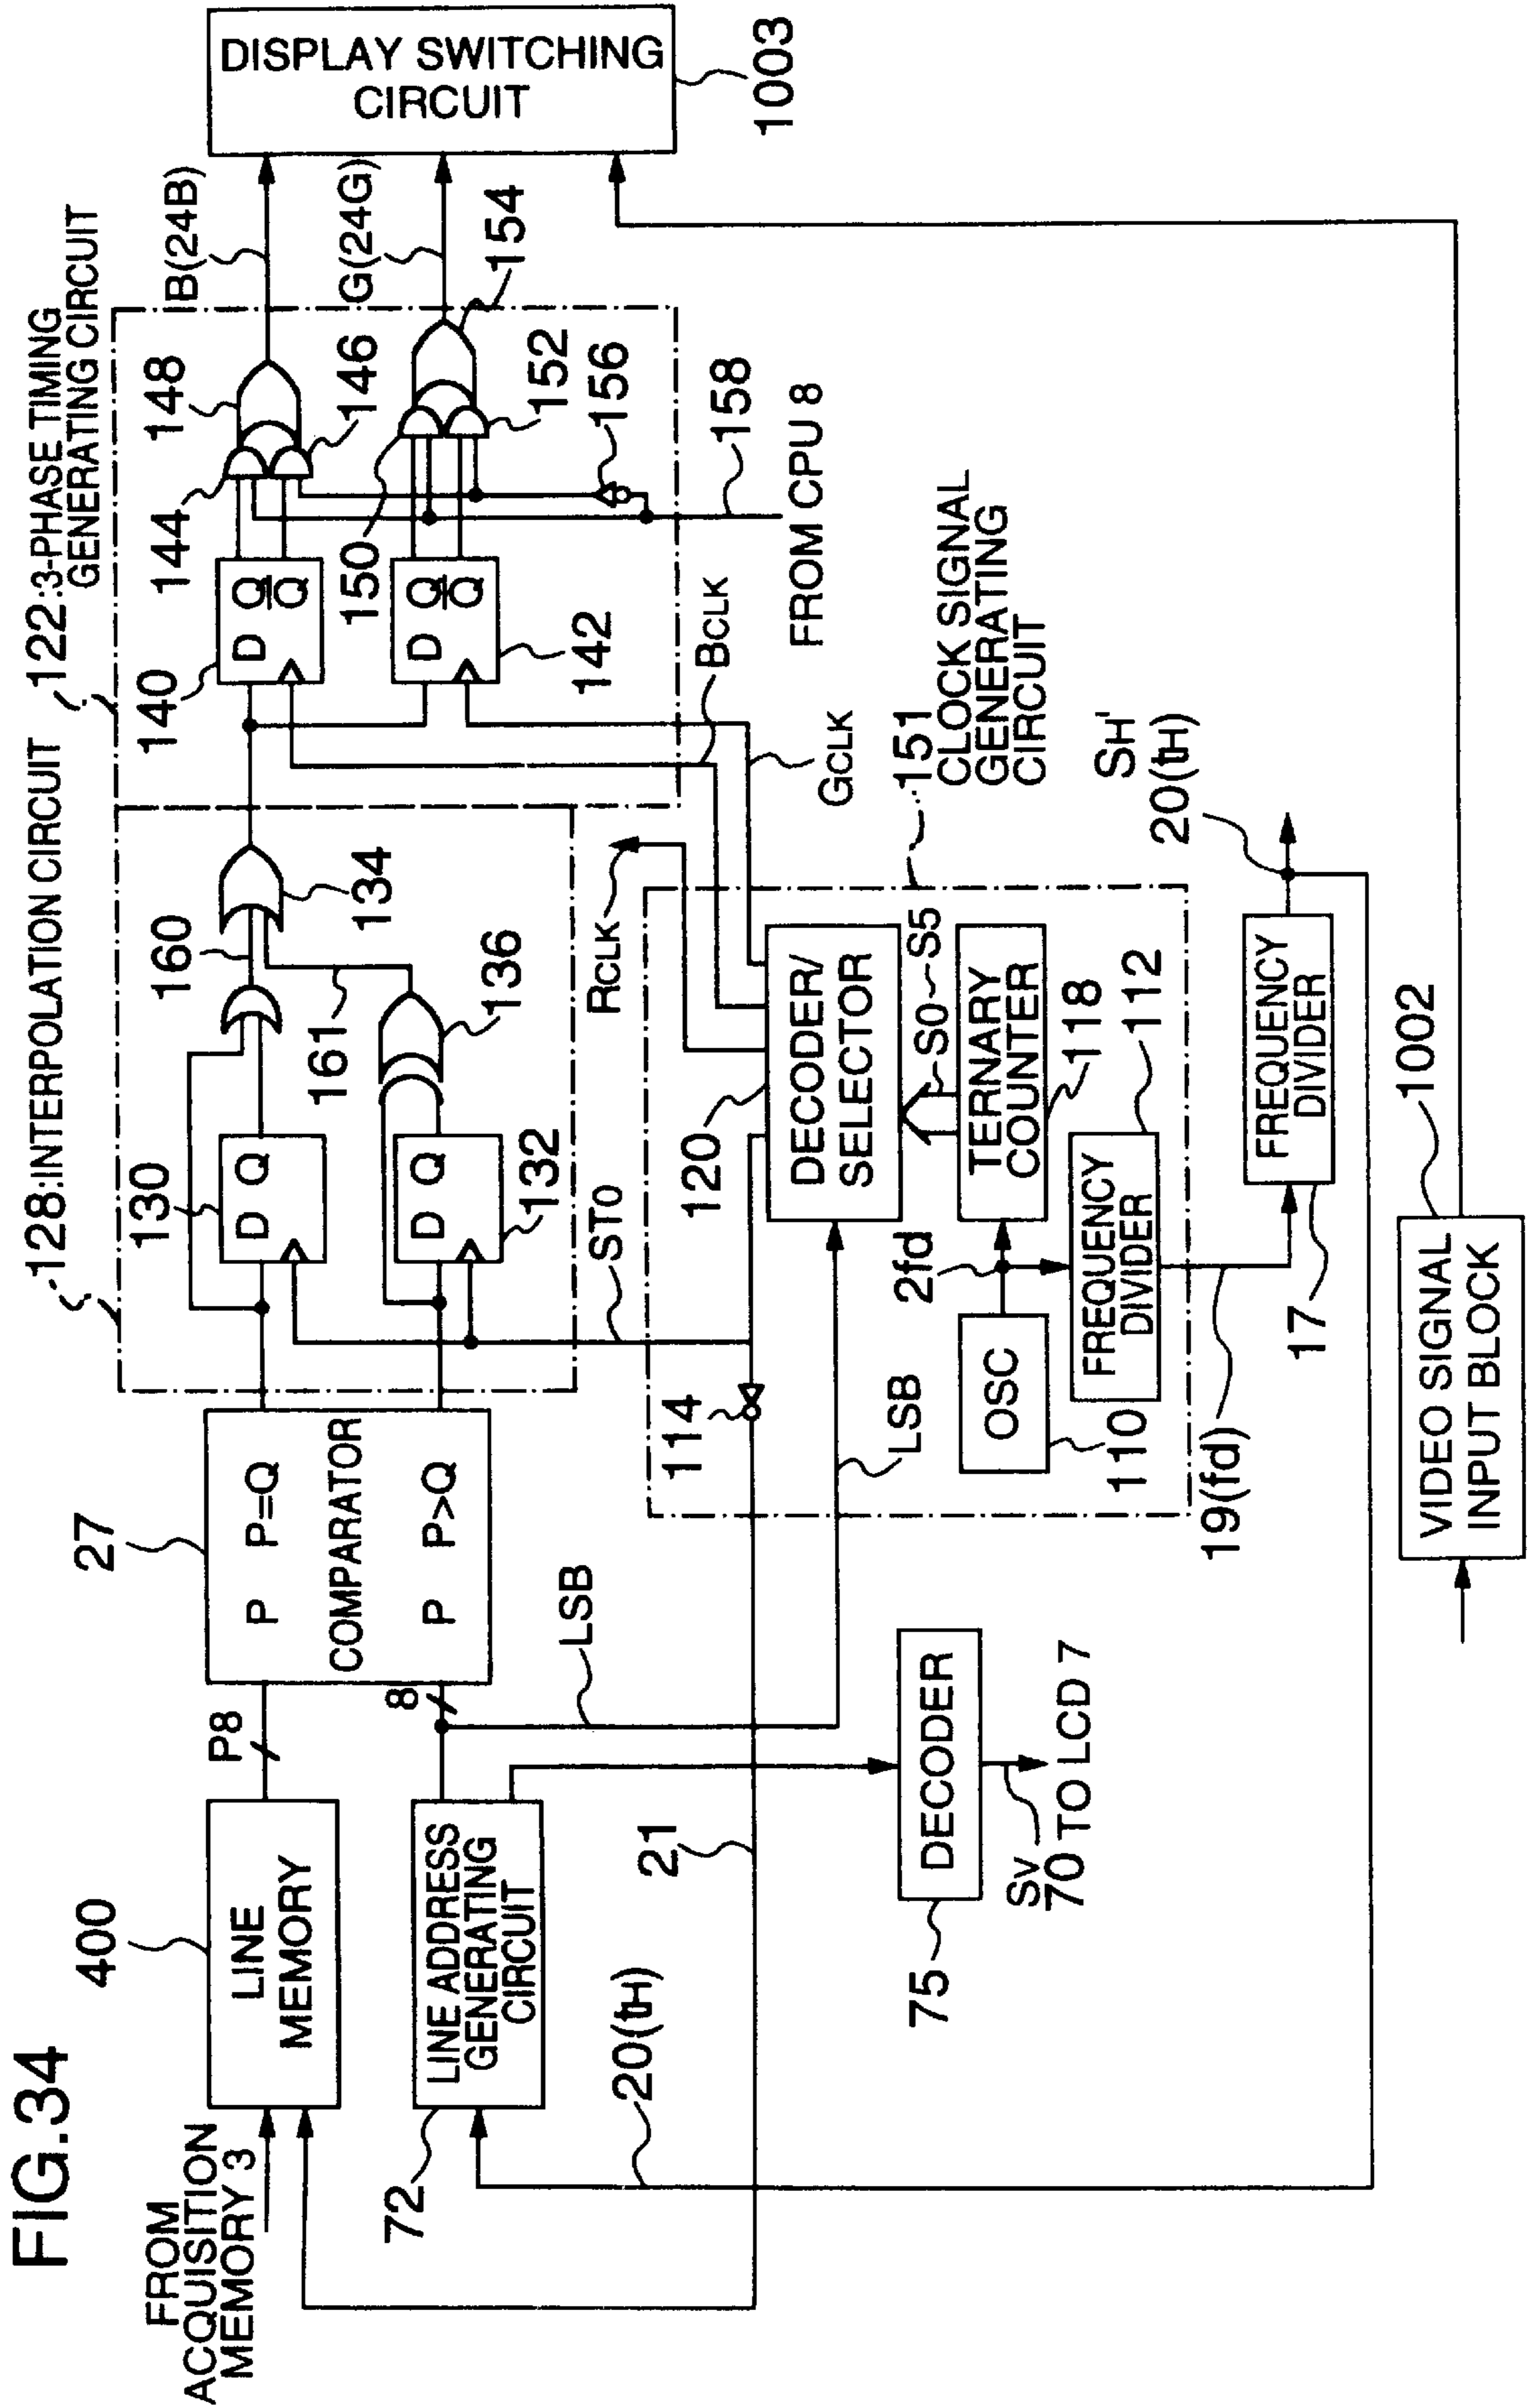 FIG.34
FROM
ACQUISITION
MEMORY 3
400
LINE
MEMORY
P8
72
LINE ADDRESS
GENERATING
CIRCUIT
8
20(tH)
21
LSB
27
P P=Q
COMPARATOR
P P>Q
75
DECODER
SV
70 TO LCD 7
128:INTERPOLATION CIRCUIT
130
D Q
132
D Q
160
161
134
136
ST0
114
LSB
120
DECODER/
SELECTOR
S0~S5
TERNARY
COUNTER
118
2fd
OSC
110
FREQUENCY
DIVIDER
112
19(fd)
17
FREQUENCY
DIVIDER
SH'
20(tH)
151
CLOCK SIGNAL
GENERATING
CIRCUIT
RCLK
GCLK
BCLK
122:3-PHASE TIMING
GENERATING CIRCUIT
140
D Q
Q
142
D Q
Q
144
146
148
150
152
154
156
158
FROM CPU 8
B(24B)
G(24G)
DISPLAY SWITCHING
CIRCUIT
1003
1002
VIDEO SIGNAL
INPUT BLOCK